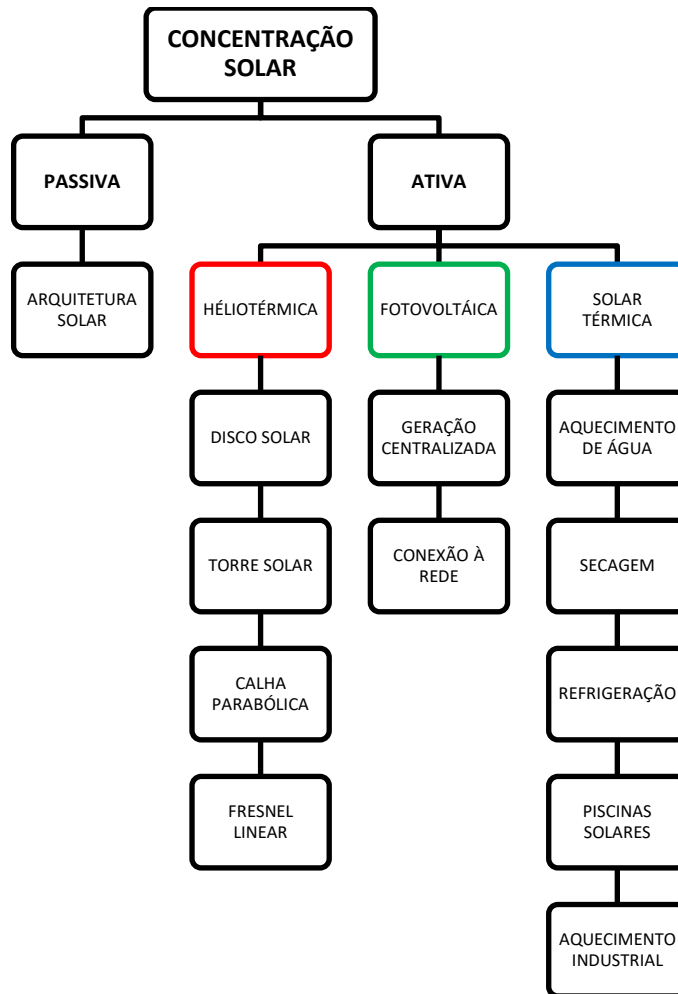 CONCENTRAÇÃO
SOLAR
PASSIVA
ATIVA
ARQUITETURA
SOLAR
HÉLIOTÉRMICA
FOTOVOLTÁICA
SOLAR
TÉRMICA
DISCO SOLAR
GERAÇÃO
CENTRALIZADA
AQUECIMENTO
DE ÁGUA
TORRE SOLAR
CONEXÃO À
REDE
SECAGEM
CALHA
PARABÓLICA
REFRIGERAÇÃO
FRESNEL
LINEAR
PISCINAS
SOLARES
AQUECIMENTO
INDUSTRIAL